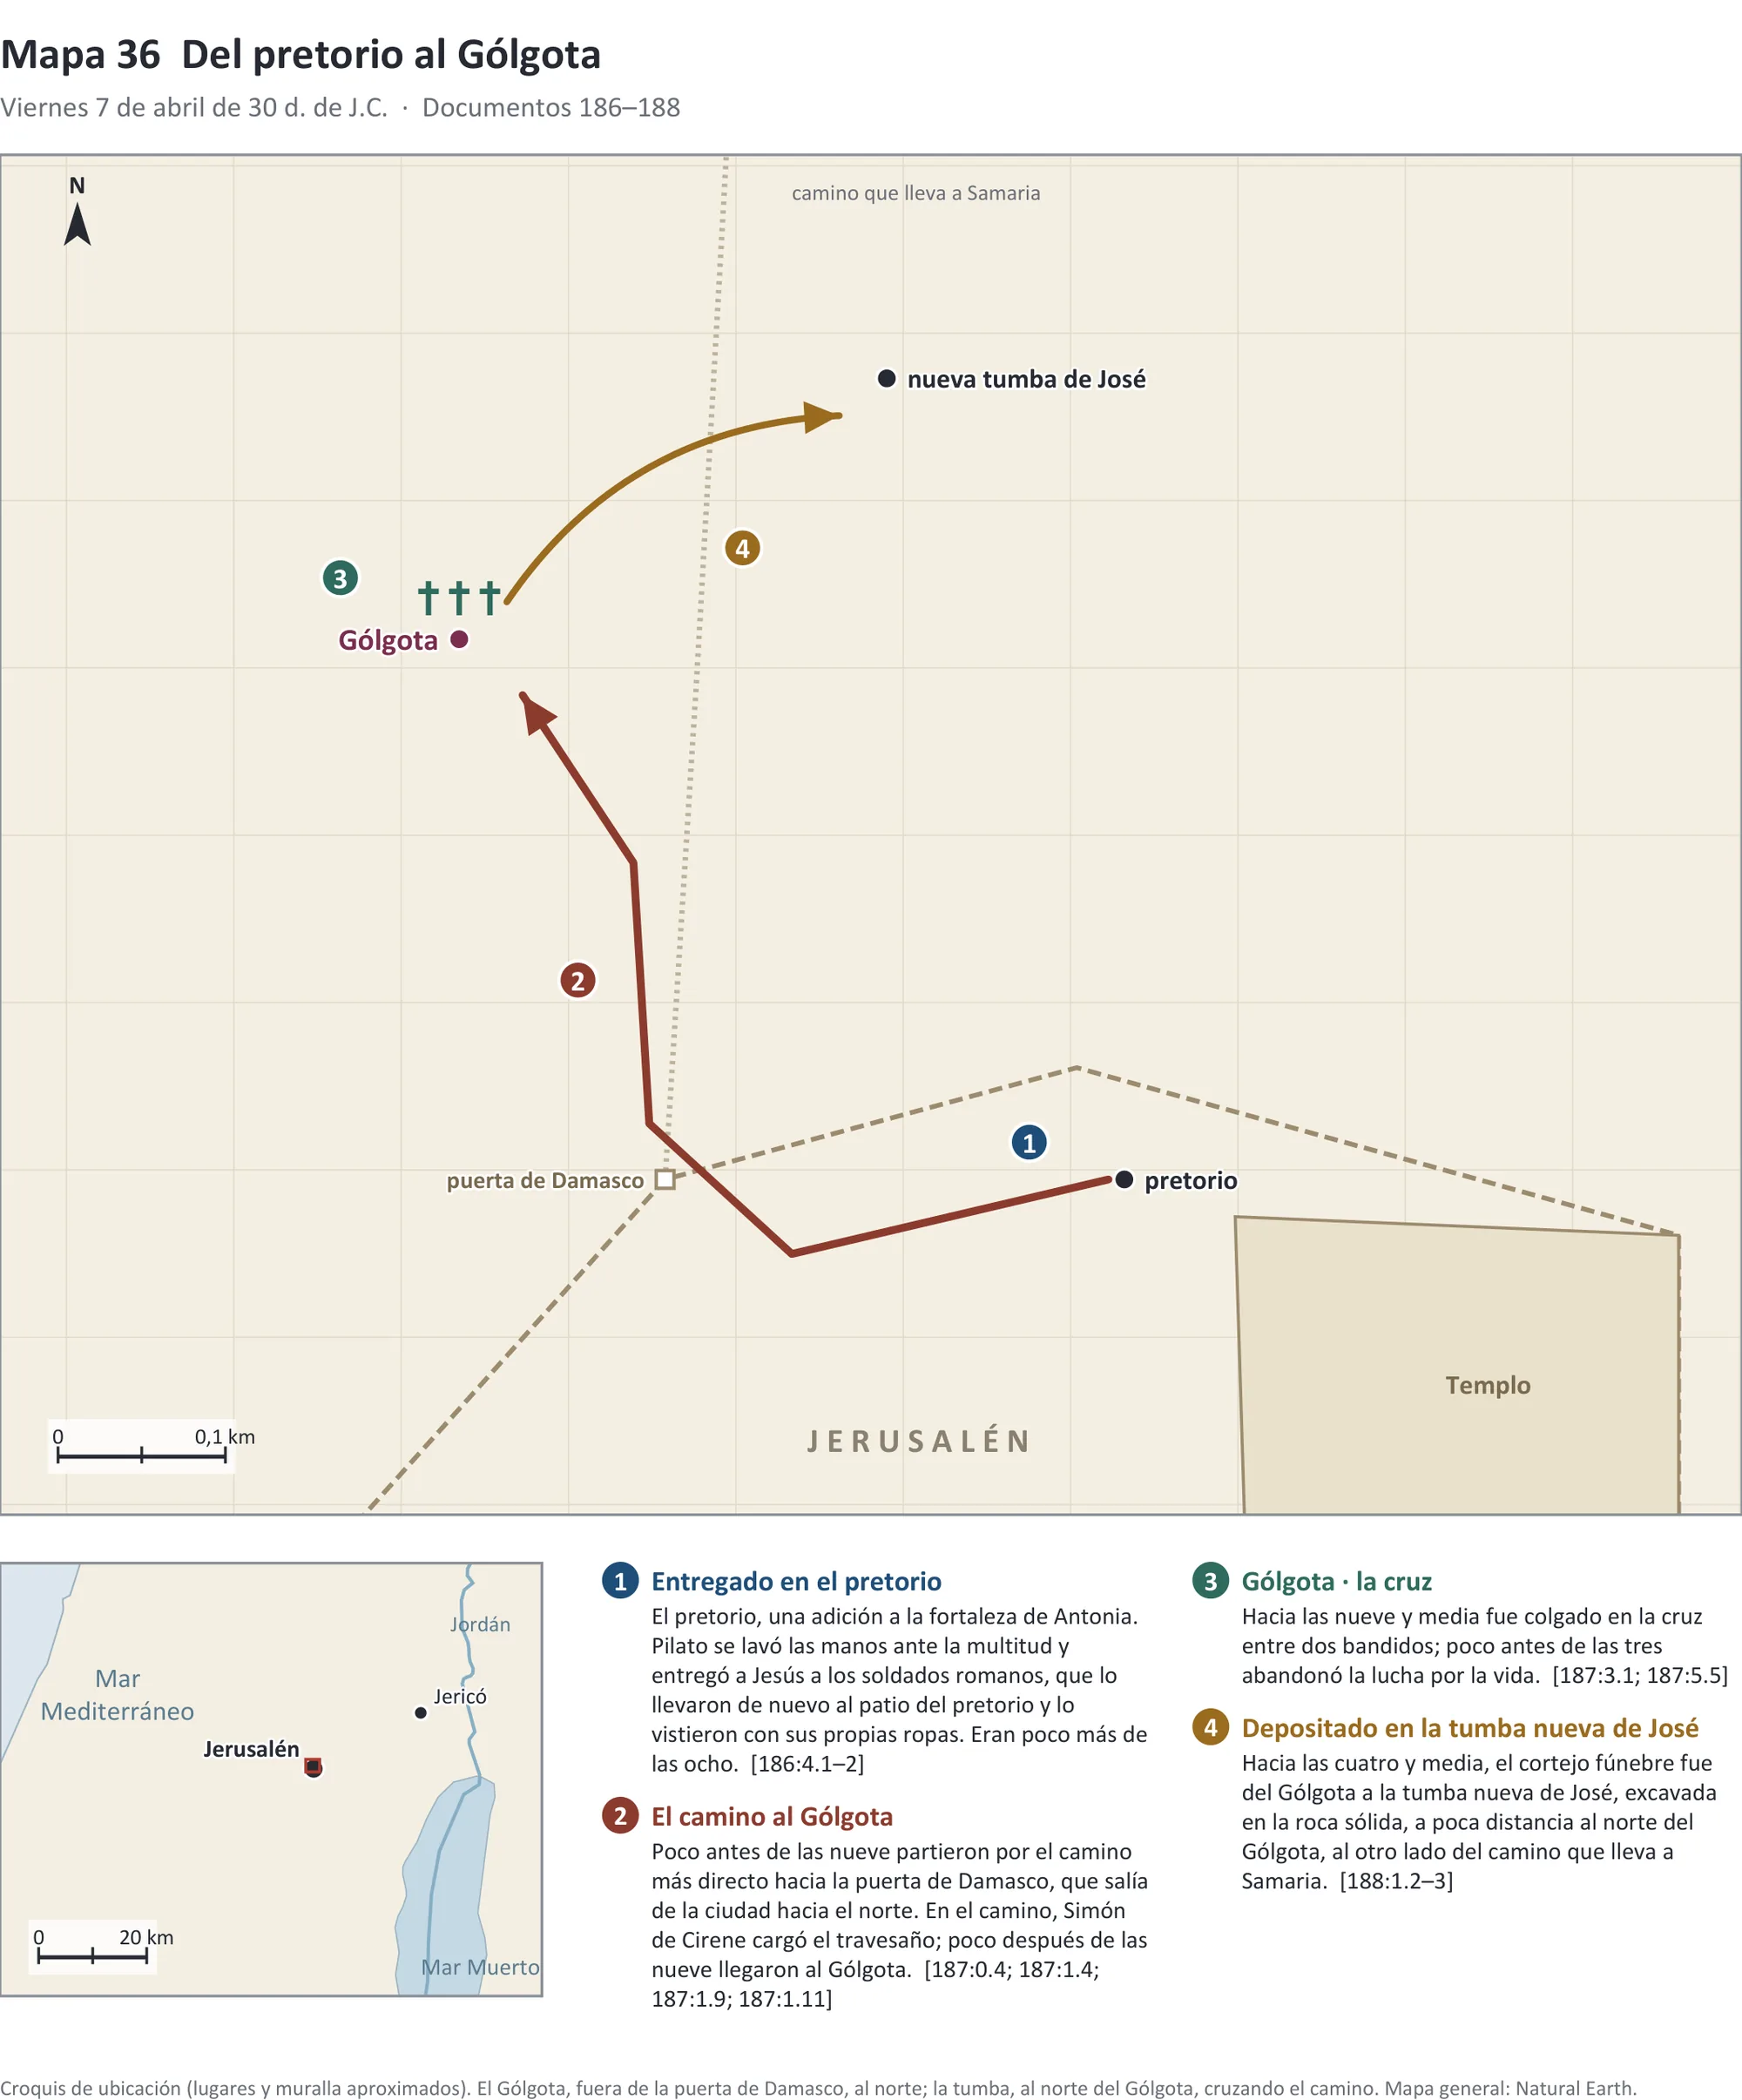 Mapa 36 Del pretorio al Gólgota
Viernes 7 de abril de 30 d. de J.C. · Documentos 186–188
N
camino que lleva a Samaria
nueva tumba de José
4
3
Gólgota
2
1
puerta de Damasco
pretorio
Templo
JERUSALÉN
0 0,1 km
Jordán
Mar
Mediterráneo
Jericó
Jerusalén
0 20 km
Mar Muerto
1 Entregado en el pretorio
El pretorio, una adición a la fortaleza de Antonia.
Pilato se lavó las manos ante la multitud y
entregó a Jesús a los soldados romanos, que lo
llevaron de nuevo al patio del pretorio y lo
vistieron con sus propias ropas. Eran poco más de
las ocho. [186:4.1–2]
2 El camino al Gólgota
Poco antes de las nueve partieron por el camino
más directo hacia la puerta de Damasco, que salía
de la ciudad hacia el norte. En el camino, Simón
de Cirene cargó el travesaño; poco después de las
nueve llegaron al Gólgota. [187:0.4; 187:1.4;
187:1.9; 187:1.11]
3 Gólgota · la cruz
Hacia las nueve y media fue colgado en la cruz
entre dos bandidos; poco antes de las tres
abandonó la lucha por la vida. [187:3.1; 187:5.5]
4 Depositado en la tumba nueva de José
Hacia las cuatro y media, el cortejo fúnebre fue
del Gólgota a la tumba nueva de José, excavada
en la roca sólida, a poca distancia al norte del
Gólgota, al otro lado del camino que lleva a
Samaria. [188:1.2–3]
Croquis de ubicación (lugares y muralla aproximados). El Gólgota, fuera de la puerta de Damasco, al norte; la tumba, al norte del Gólgota, cruzando el camino. Mapa general: Natural Earth.